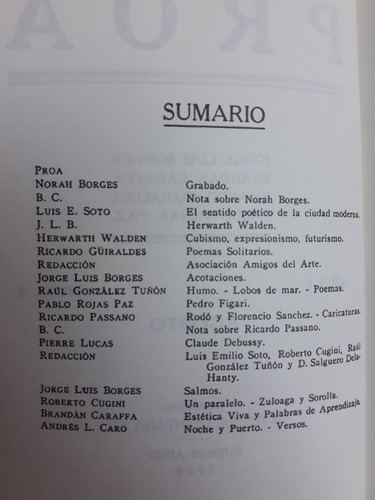 PROA
SUMARIO
PROA
NORAH BORGES Grabado.
B. C. Nota sobre Norah Borges.
LUIS E. SOTO El sentido poético de la ciudad moderna.
J. L. B. Herwarth Walden.
HERWARTH WALDEN Cubismo, expresionismo, futurismo.
RICARDO GÜIRALDES Poemas Solitarios.
REDACCIÓN Asociación Amigos del Arte.
JORGE LUIS BORGES Acotaciones.
RAÚL GONZÁLEZ TUÑÓN Humo. - Lobos de mar. - Poemas.
PABLO ROJAS PAZ Pedro Figari.
RICARDO PASSANO Rodó y Florencio Sanchez. - Caricaturas.
B. C. Nota sobre Ricardo Passano.
PIERRE LUCAS Claude Debussy.
REDACCIÓN Luis Emilio Soto, Roberto Cugini, Raúl
González Tuñón y D. Salguero Dela-
Hanty.
JORGE LUIS BORGES Salmos.
ROBERTO CUGINI Un paralelo. - Zuloaga y Sorolla.
BRANDÁN CARAFFA Estética Viva y Palabras de Aprendizaje.
ANDRÉS L. CARO Noche y Puerto. - Versos.
BUENOS AIRES
1924